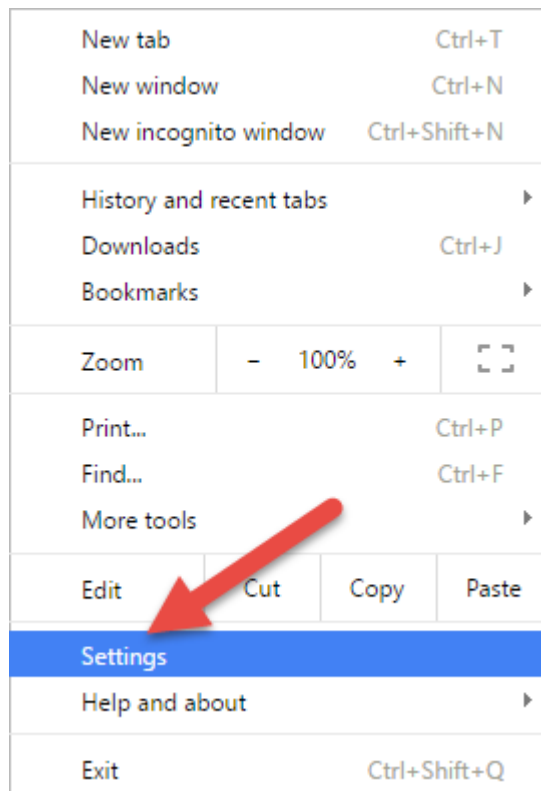 New tab Ctrl+T
New window Ctrl+N
New incognito window Ctrl+Shift+N
History and recent tabs
Downloads Ctrl+J
Bookmarks
Zoom − 100% +
Print... Ctrl+P
Find... Ctrl+F
More tools
Edit Cut Copy Paste
Settings
Help and about
Exit Ctrl+Shift+Q